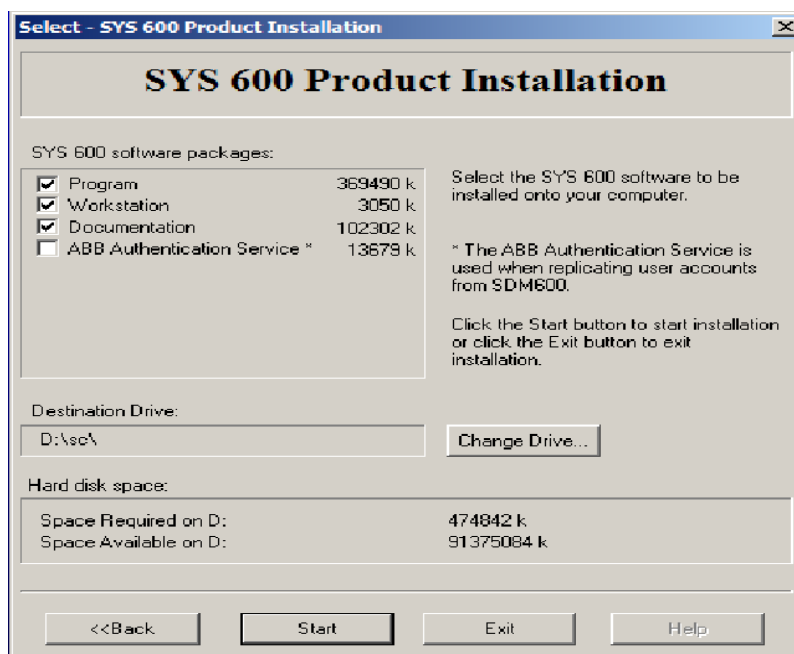 Select - SYS 600 Product Installation
SYS 600 Product Installation
SYS 600 software packages:
Program 369490 k
Workstation 3050 k
Documentation 102302 k
ABB Authentication Service * 13679 k
Select the SYS 600 software to be
installed onto your computer.
* The ABB Authentication Service is
used when replicating user accounts
from SDM600.
Click the Start button to start installation
or click the Exit button to exit
installation.
Destination Drive:
D:\sc\
Change Drive...
Hard disk space:
Space Required on D: 474842 k
Space Available on D: 91375084 k
<<Back Start Exit Help